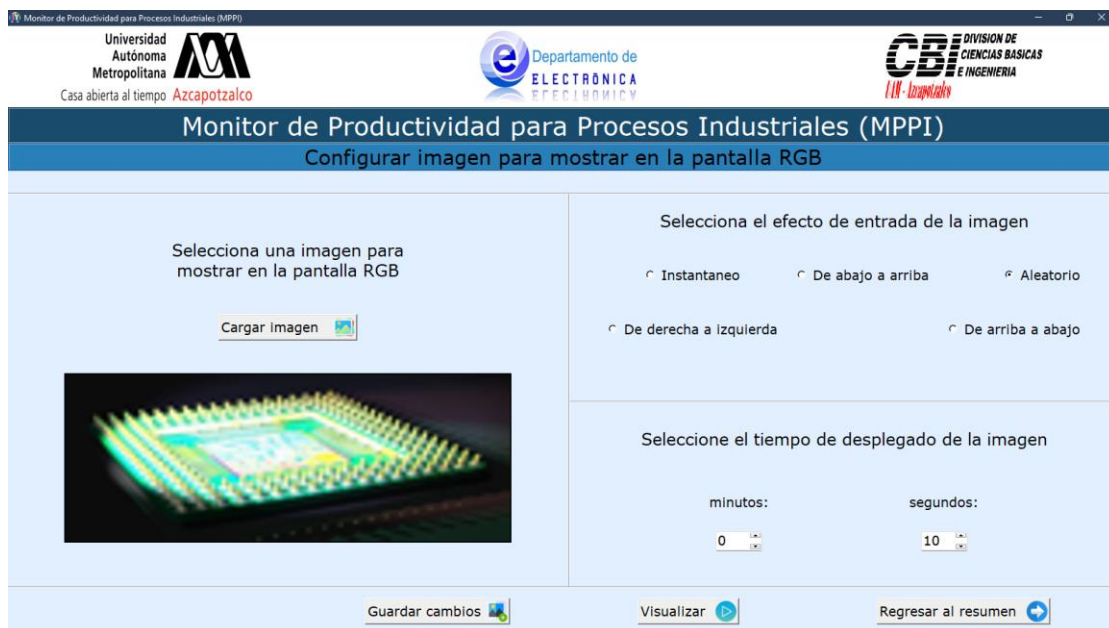 Monitor de Productividad para Procesos Industriales (MPPI)
Universidad
Autónoma
Metropolitana
Casa abierta al tiempo Azcapotzalco
e
Departamento de
ELECTRÓNICA
CBI
DIVISION DE
CIENCIAS BASICAS
E INGENIERIA
UAM - Azcapotzalco
Monitor de Productividad para Procesos Industriales (MPPI)
Configurar imagen para mostrar en la pantalla RGB
Selecciona una imagen para
mostrar en la pantalla RGB
Cargar imagen
Selecciona el efecto de entrada de la imagen
Instantaneo
De abajo a arriba
Aleatorio
De derecha a izquierda
De arriba a abajo
Seleccione el tiempo de desplegado de la imagen
minutos:
segundos:
0
10
Guardar cambios
Visualizar
Regresar al resumen